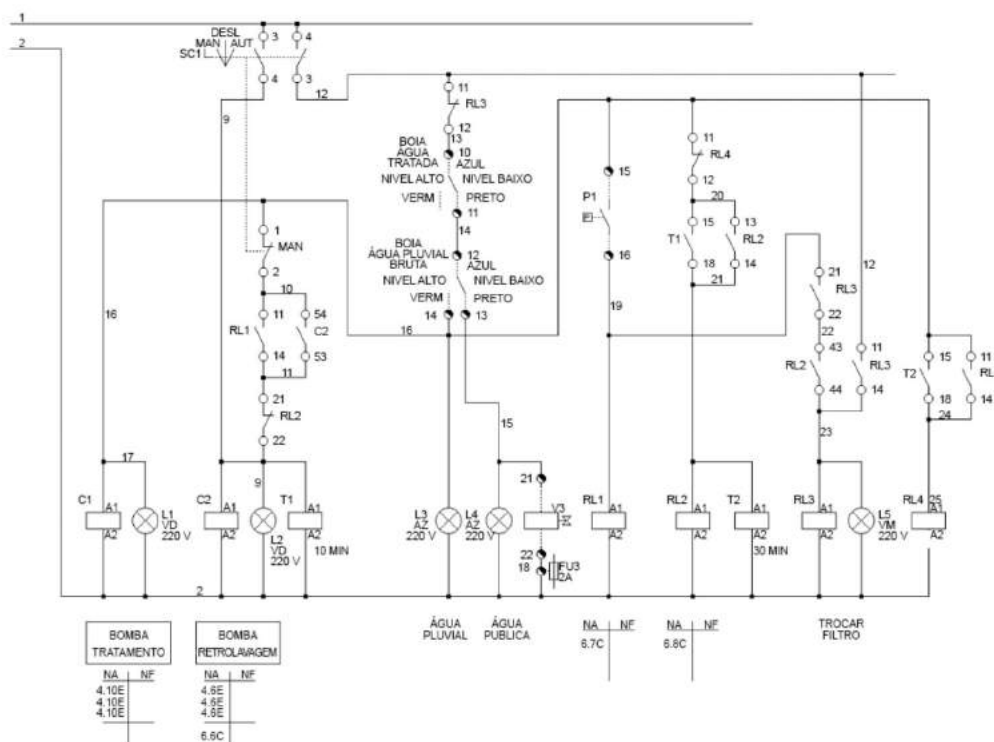 1
2
DESL
MAN AUT
SC1
3 4
4 3
12
9
11
RL3
12
13
BOIA 10
ÁGUA
TRATADA AZUL
NIVEL ALTO NIVEL BAIXO
VERM PRETO
11
14
BOIA
ÁGUA PLUVIAL 12
BRUTA AZUL
NIVEL ALTO NIVEL BAIXO
VERM PRETO
14 13
16
15
1
MAN
2
10
11 54
RL1 C2
14 53
11
21
RL2
22
16
17
9
15
P1
P
16
19
11
RL4
12
20
15 13
T1 RL2
18 14
21
21
RL3
22
22
12
43 11
RL2 RL3
44 14
23
15 11
T2 RL
18 14
24
C1 A1
A2
L1
VD
220 V
C2 A1
A2
L2
VD
220 V
T1 A1
A2
10 MIN
L3
AZ
220 V
L4
AZ
220 V
21
V3
22
18 FU3
2A
RL1 A1
A2
RL2 A1
A2
T2 A1
A2
30 MIN
RL3 A1
A2
L5
VM
220 V
RL4 25
A1
A2
2
BOMBA
TRATAMENTO
NA NF
4.10E
4.10E
4.10E
BOMBA
RETROLAVAGEM
NA NF
4.6E
4.6E
4.6E
6.6C
ÁGUA
PLUVIAL
ÁGUA
PUBLICA
NA NF
6.7C
NA NF
6.8C
TROCAR
FILTRO